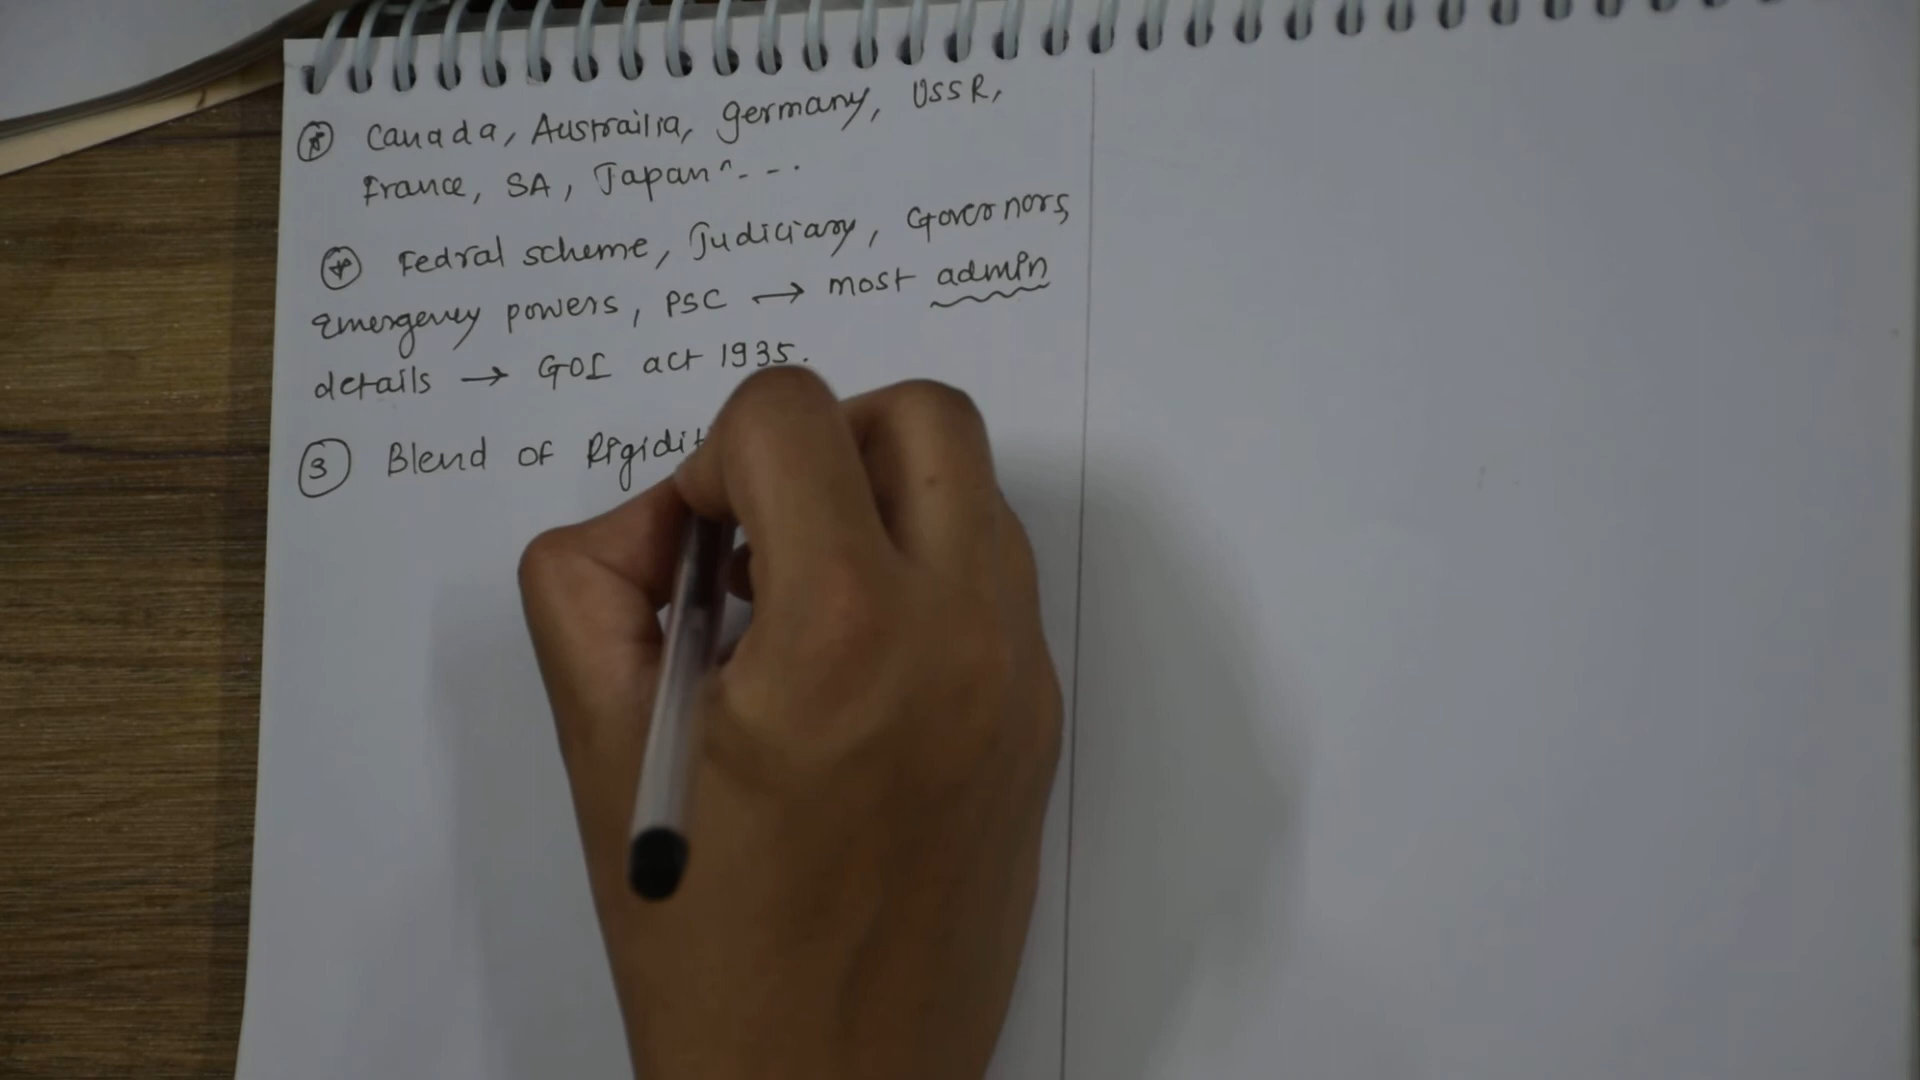 Canada, Austrailia, Germany, USSR,
France, SA, Japan ---
Fedral scheme, Judiciary, Governors,
Emergency powers, PSC → most admin
details → GOI act 1935.
3 Blend of Rigidit